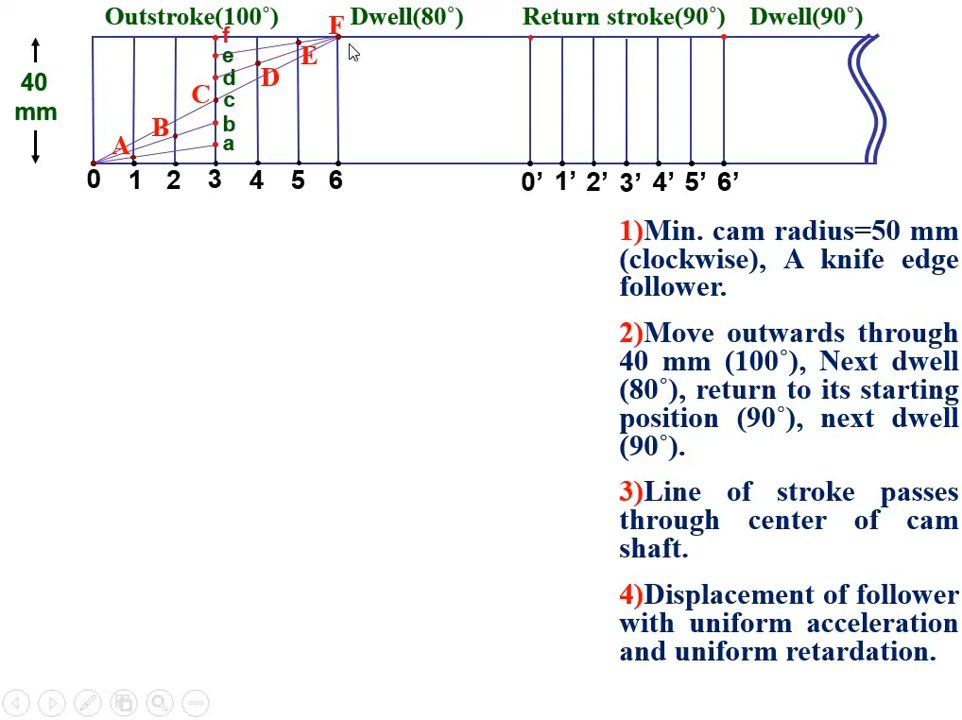 Outstroke(100˚) Dwell(80˚) Return stroke(90˚) Dwell(90˚)
40
mm
F
f
e
E
d
D
C
c
B
b
A
a
0 1 2 3 4 5 6
0’ 1’ 2’ 3’ 4’ 5’ 6’
1)Min. cam radius=50 mm
(clockwise), A knife edge
follower.
2)Move outwards through
40 mm (100˚), Next dwell
(80˚), return to its starting
position (90˚), next dwell
(90˚).
3)Line of stroke passes
through center of cam
shaft.
4)Displacement of follower
with uniform acceleration
and uniform retardation.